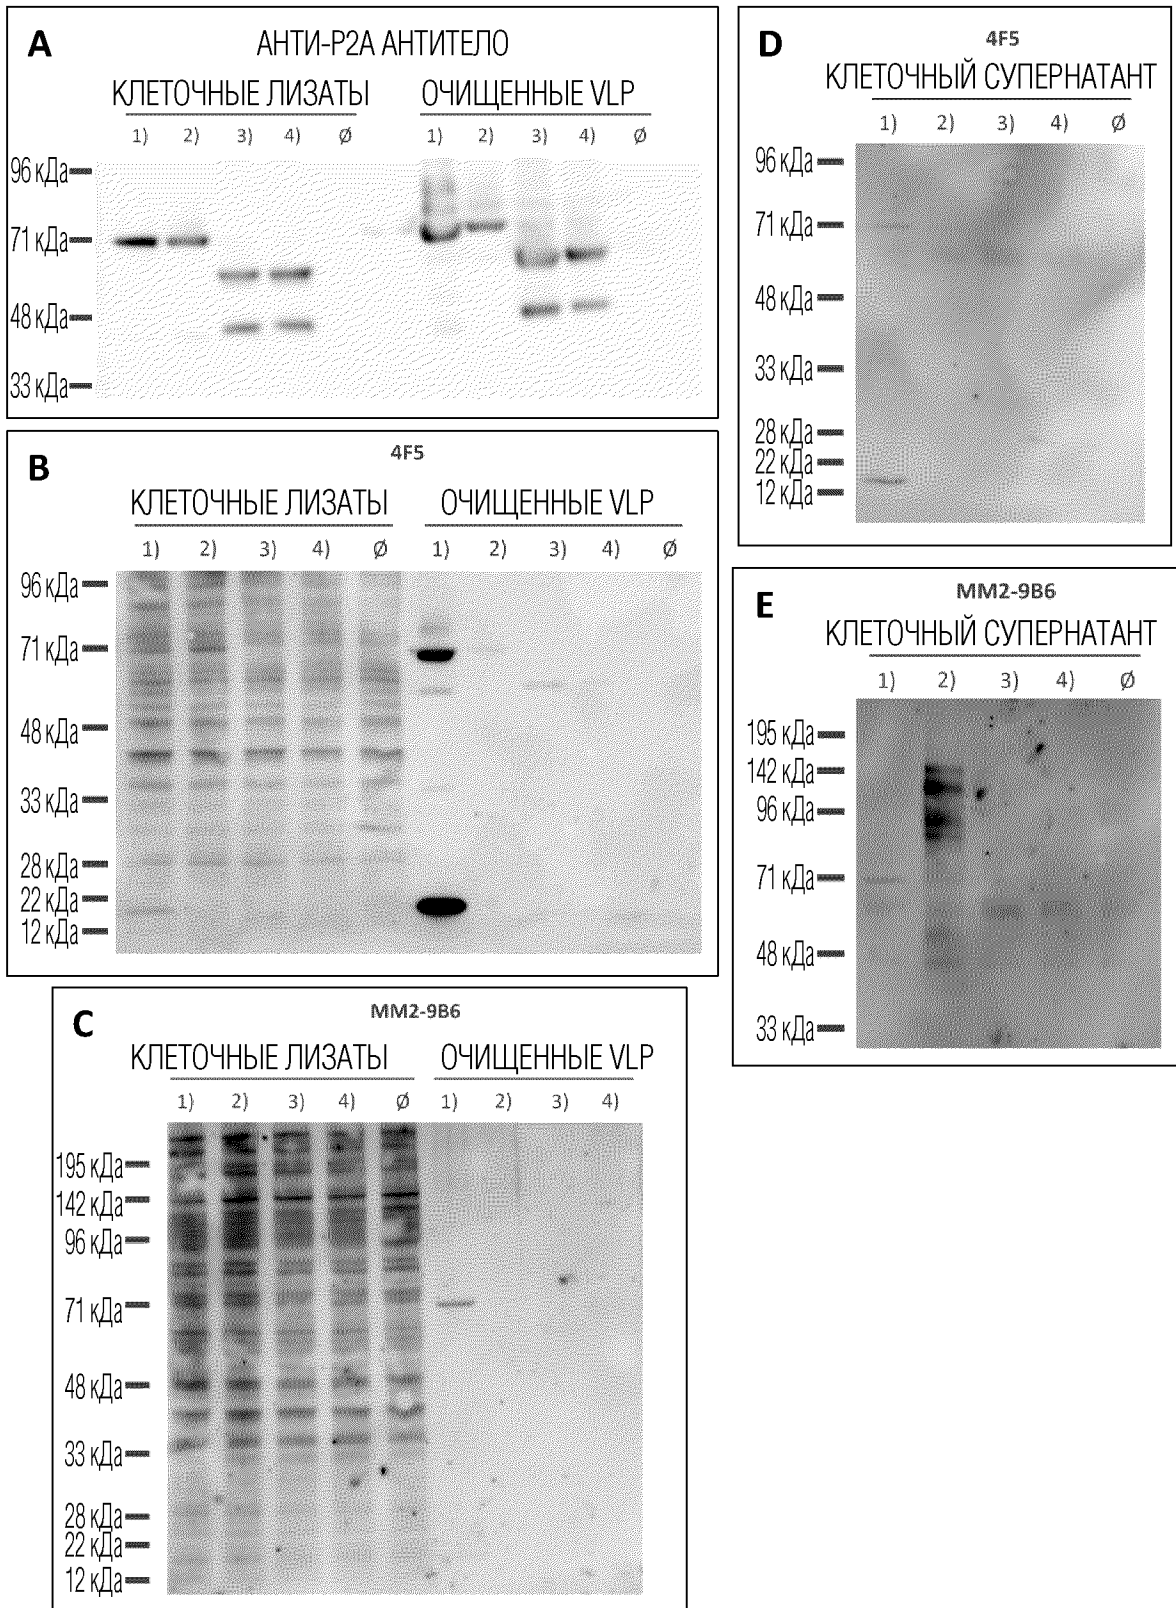 A
АНТИ-P2A АНТИТЕЛО
КЛЕТОЧНЫЕ ЛИЗАТЫ ОЧИЩЕННЫЕ VLP
1) 2) 3) 4) Ø 1) 2) 3) 4) Ø
96 кДа
71 кДа
48 кДа
33 кДа
B
4F5
КЛЕТОЧНЫЕ ЛИЗАТЫ ОЧИЩЕННЫЕ VLP
1) 2) 3) 4) Ø 1) 2) 3) 4) Ø
96 кДа
71 кДа
48 кДа
33 кДа
28 кДа
22 кДа
12 кДа
C
MM2-9B6
КЛЕТОЧНЫЕ ЛИЗАТЫ ОЧИЩЕННЫЕ VLP
1) 2) 3) 4) Ø 1) 2) 3) 4)
195 кДа
142 кДа
96 кДа
71 кДа
48 кДа
33 кДа
28 кДа
22 кДа
12 кДа
D
4F5
КЛЕТОЧНЫЙ СУПЕРНАТАНТ
1) 2) 3) 4) Ø
96 кДа
71 кДа
48 кДа
33 кДа
28 кДа
22 кДа
12 кДа
E
MM2-9B6
КЛЕТОЧНЫЙ СУПЕРНАТАНТ
1) 2) 3) 4) Ø
195 кДа
142 кДа
96 кДа
71 кДа
48 кДа
33 кДа